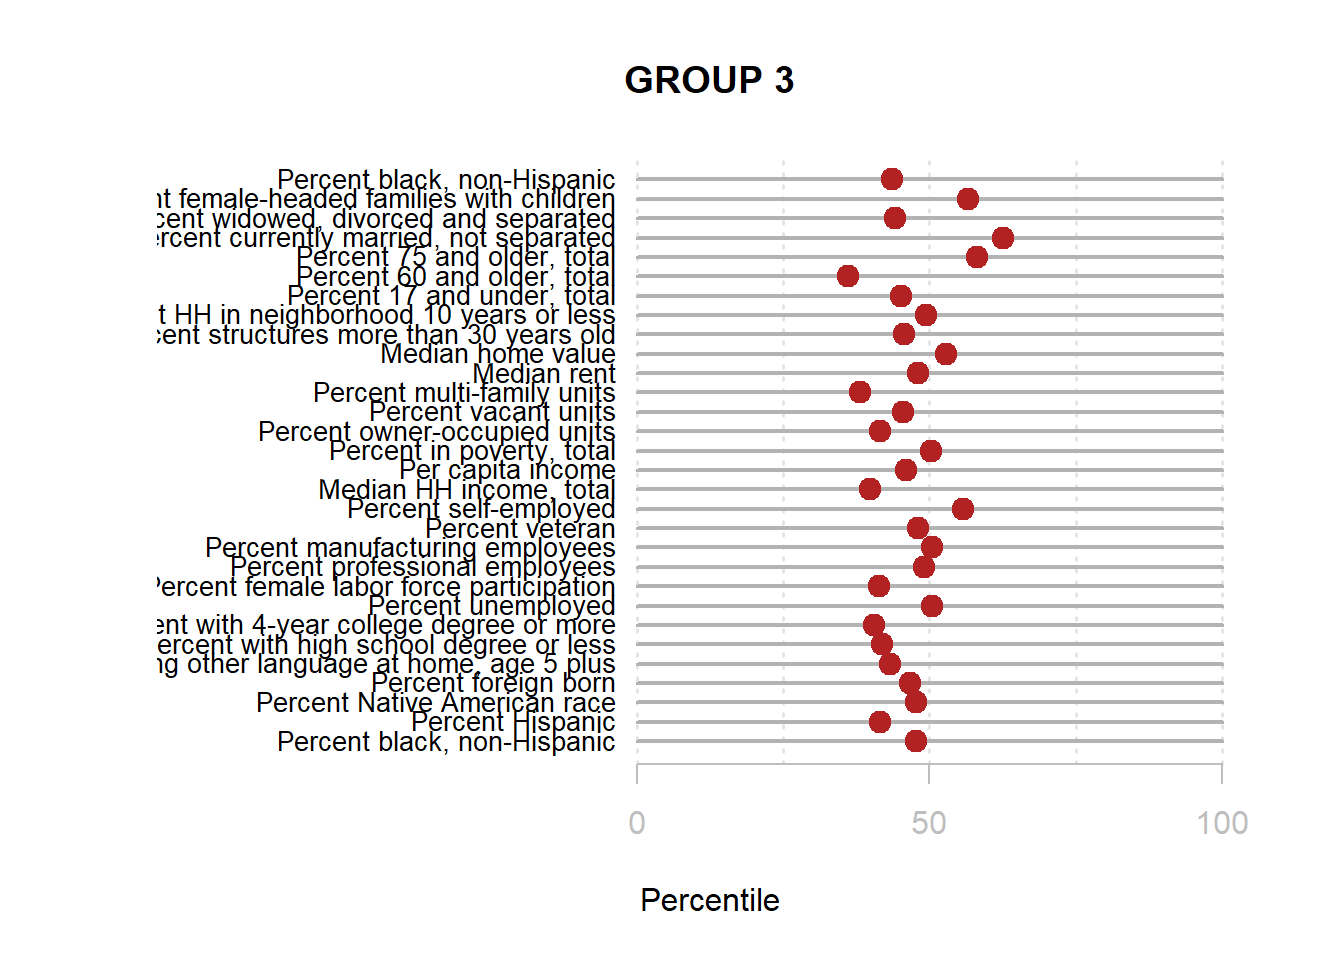 GROUP 3
Percent black, non-Hispanic
female-headed families with children
widowed, divorced and separated
currently married, not separated
Percent 75 and older, total
Percent 60 and older, total
Percent 17 and under, total
HH in neighborhood 10 years or less
structures more than 30 years old
Median home value
Median rent
Percent multi-family units
Percent vacant units
Percent owner-occupied units
Percent in poverty, total
Per capita income
Median HH income, total
Percent self-employed
Percent veteran
Percent manufacturing employees
Percent professional employees
Percent female labor force participation
Percent unemployed
with 4-year college degree or more
with high school degree or less
other language at home, age 5 plus
Percent foreign born
Percent Native American race
Percent Hispanic
Percent black, non-Hispanic
0 50 100
Percentile